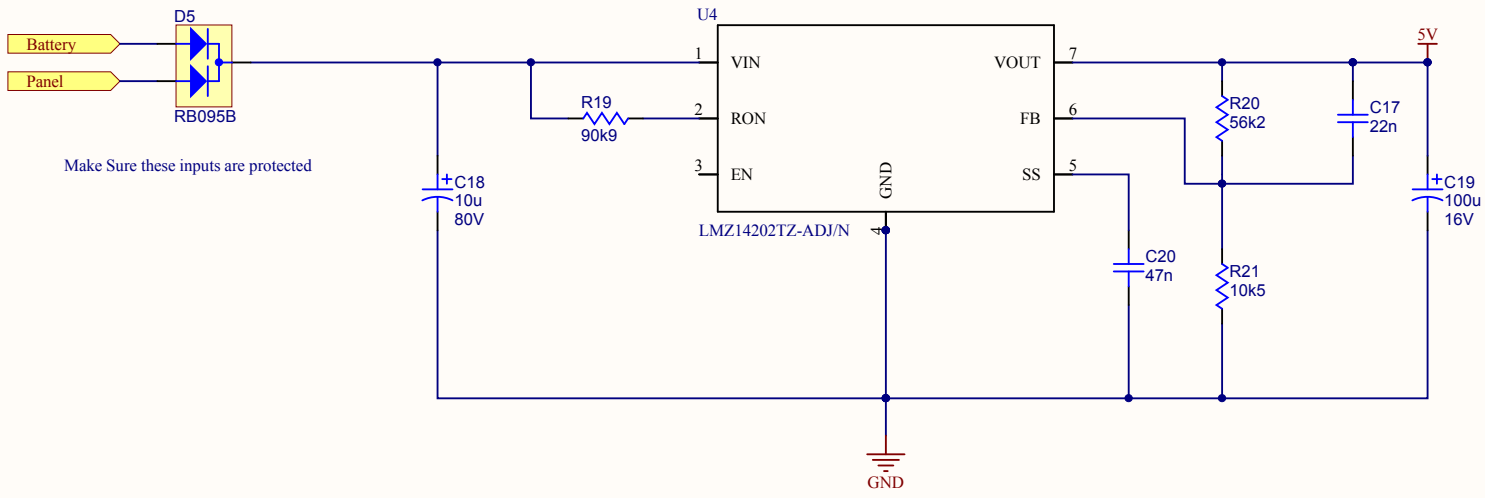 D5
Battery
Panel
RB095B
Make Sure these inputs are protected
C18
10u
80V
R19
90k9
U4
1
VIN
2
RON
3
EN
GND
4
VOUT
7
FB
6
SS
5
LMZ14202TZ-ADJ/N
C20
47n
R20
56k2
R21
10k5
C17
22n
5V
C19
100u
16V
GND